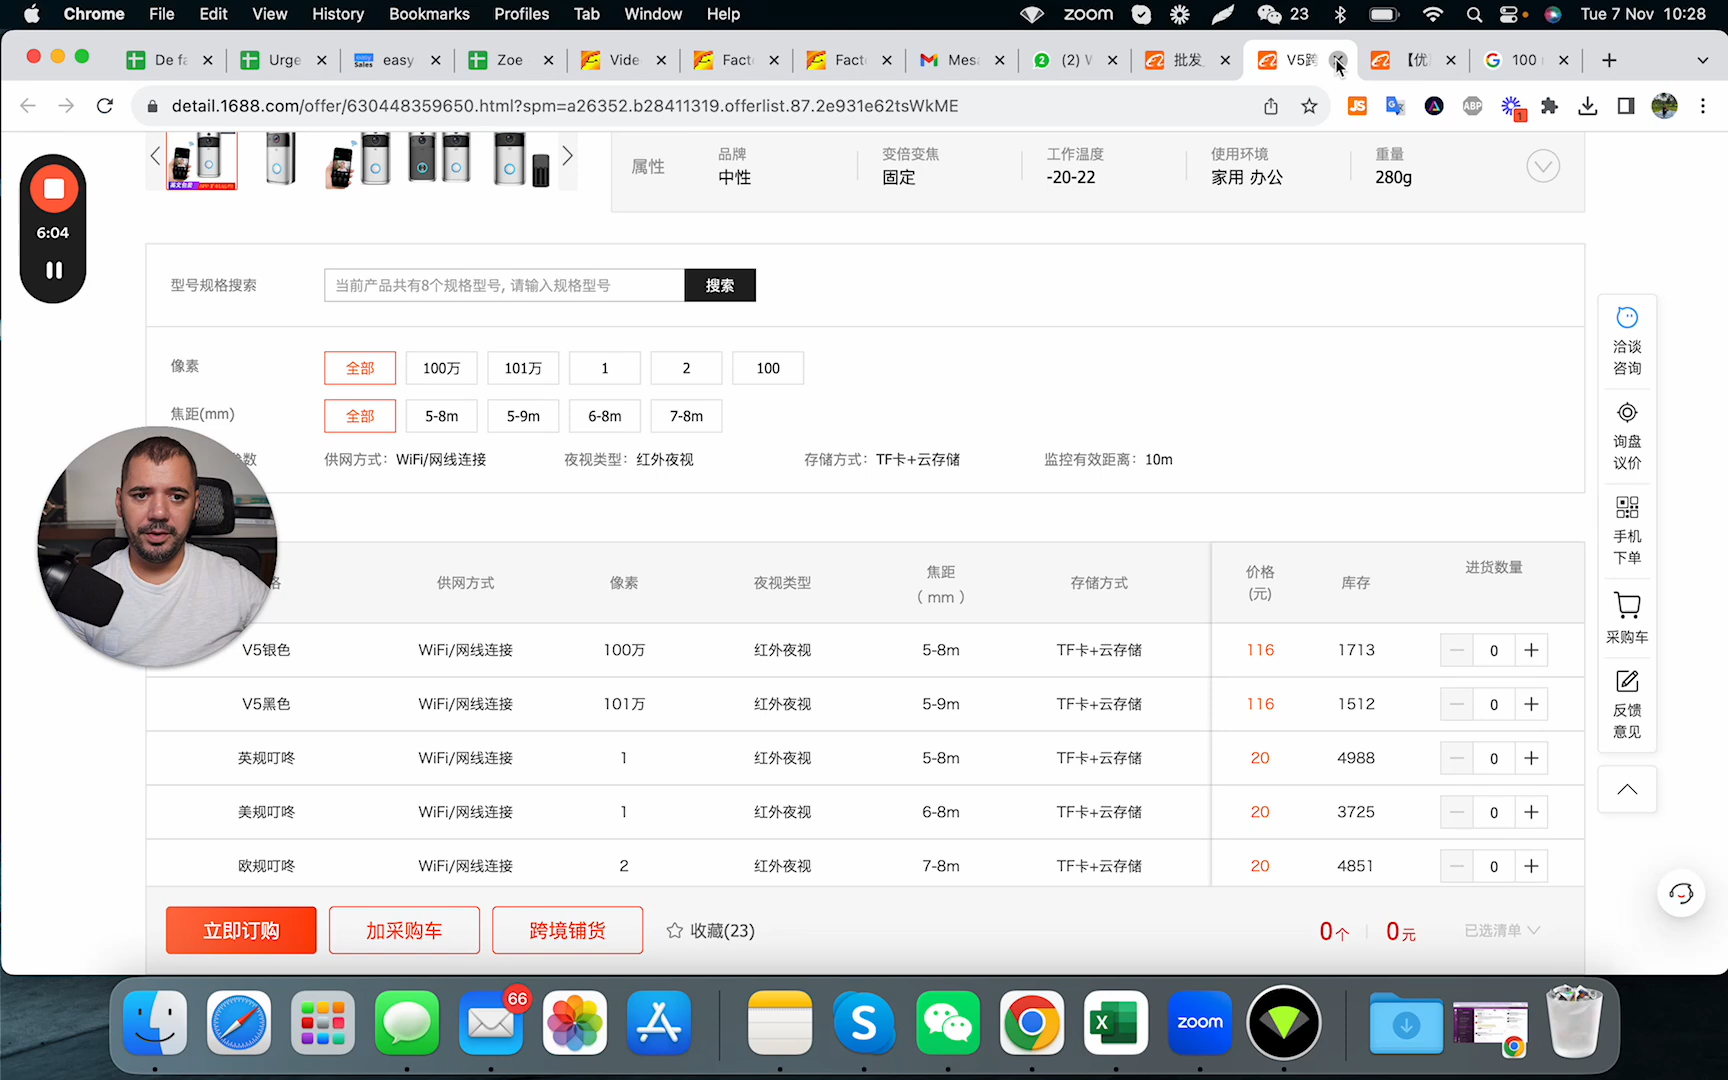 Chrome File Edit View History Bookmarks Profiles Tab Window Help zoom 23 Tue 7 Nov 10:28
De fa Urge easy Zoe Vide Facto Facto Mes (2) W 批发 V5跨 【优 100
detail.1688.com/offer/630448359650.html?spm=a26352.b28411319.offerlist.87.2e931e62tsWkME
JS ABP 1
属性
品牌 变倍变焦 工作温度 使用环境 重量
中性 固定 -20-22 家用 办公 280g
6:04
型号规格搜索 当前产品共有8个规格型号, 请输入规格型号 搜索
像素 全部 100万 101万 1 2 100
焦距(mm) 全部 5-8m 5-9m 6-8m 7-8m
数 供网方式: WiFi/网线连接 夜视类型: 红外夜视 存储方式: TF卡+云存储 监控有效距离: 10m
格 供网方式 像素 夜视类型 焦距 (mm) 存储方式 价格 (元) 库存 进货数量
V5银色 WiFi/网线连接 100万 红外夜视 5-8m TF卡+云存储 116 1713 0
V5黑色 WiFi/网线连接 101万 红外夜视 5-9m TF卡+云存储 116 1512 0
英规叮咚 WiFi/网线连接 1 红外夜视 5-8m TF卡+云存储 20 4988 0
美规叮咚 WiFi/网线连接 1 红外夜视 6-8m TF卡+云存储 20 3725 0
欧规叮咚 WiFi/网线连接 2 红外夜视 7-8m TF卡+云存储 20 4851 0
立即订购 加采购车 跨境铺货 收藏(23) 0个 0元 已选清单
洽谈
咨询
询盘
议价
手机
下单
采购车
反馈
意见
66
S
X
zoom